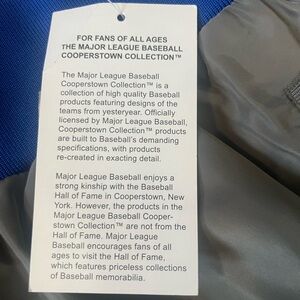 FOR FANS OF ALL AGES
THE MAJOR LEAGUE BASEBALL
COOPERSTOWN COLLECTION™
The Major League Baseball
Cooperstown Collection™ is a
collection of high quality Baseball
products featuring designs of the
teams from yesteryear. Officially
licensed by Major League Baseball,
Cooperstown Collection™ products
are built to Baseball's demanding
specifications, with products
re-created in exacting detail.
Major League Baseball enjoys a
strong kinship with the Baseball
Hall of Fame in Cooperstown, New
York. However, the products in the
Major League Baseball Cooper-
stown Collection™ are not from the
Hall of Fame. Major League
Baseball encourages fans of all
ages to visit the Hall of Fame,
which features priceless collections
of Baseball memorabilia.